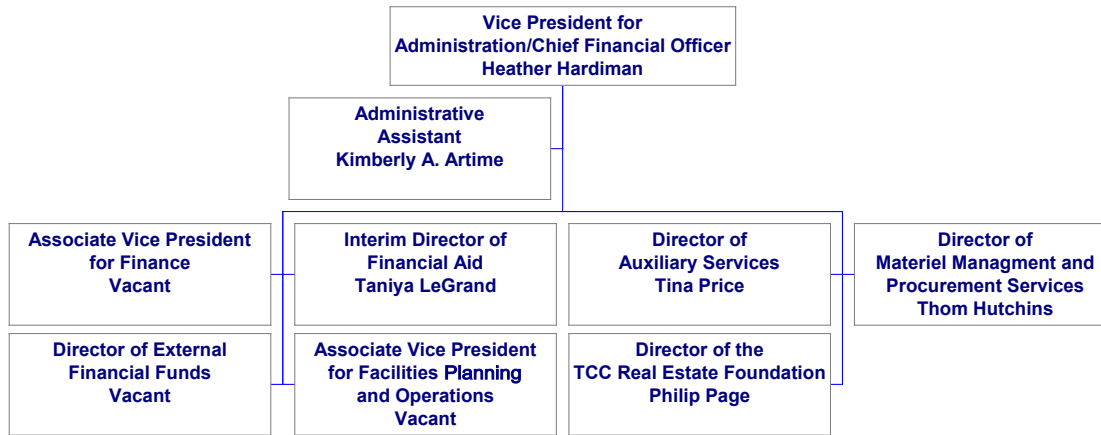 Vice President for
Administration/Chief Financial Officer
Heather Hardiman
Administrative
Assistant
Kimberly A. Artime
Associate Vice President
for Finance
Vacant
Interim Director of
Financial Aid
Taniya LeGrand
Director of
Auxiliary Services
Tina Price
Director of
Materiel Managment and
Procurement Services
Thom Hutchins
Director of External
Financial Funds
Vacant
Associate Vice President
for Facilities Planning
and Operations
Vacant
Director of the
TCC Real Estate Foundation
Philip Page